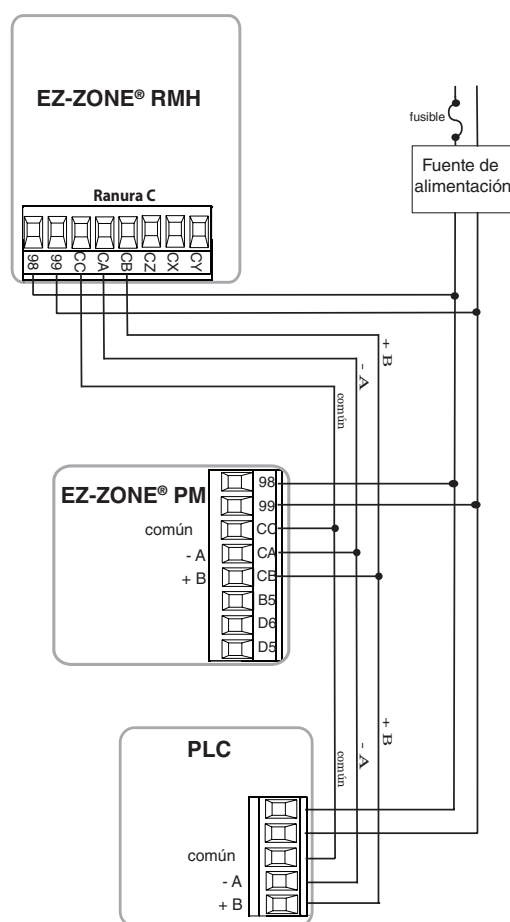 EZ-ZONE® RMH
fusible
Fuente de
alimentación
Ranura C
98
99
CC
CA
CB
CZ
CX
CY
+ B
- A
común
EZ-ZONE® PM
común
- A
+ B
98
99
CC
CA
CB
B5
D6
D5
+ B
- A
común
PLC
común
- A
+ B